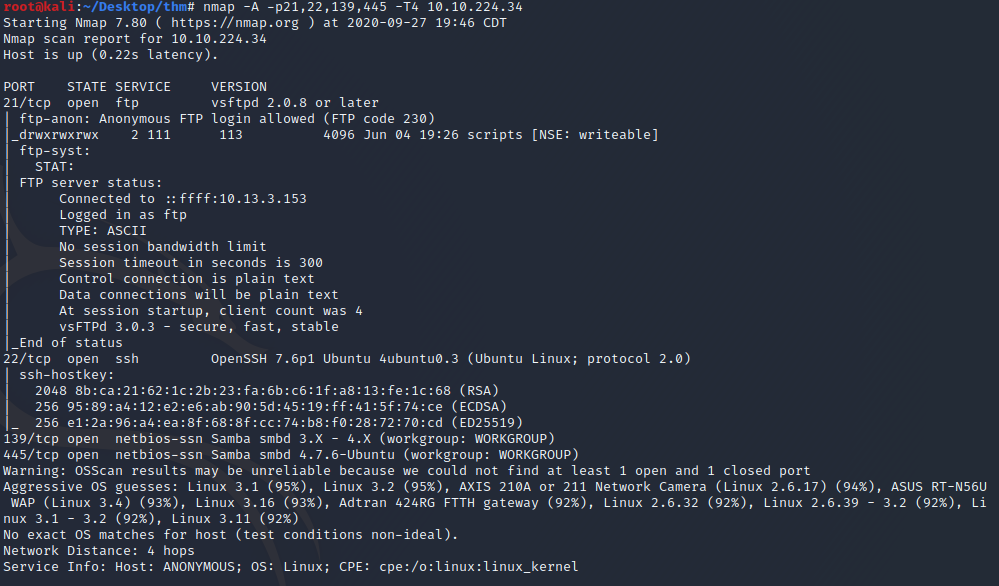 root@kali:~/Desktop/thm# nmap -A -p21,22,139,445 -T4 10.10.224.34
Starting Nmap 7.80 ( https://nmap.org ) at 2020-09-27 19:46 CDT
Nmap scan report for 10.10.224.34
Host is up (0.22s latency).

PORT    STATE SERVICE     VERSION
21/tcp  open  ftp         vsftpd 2.0.8 or later
| ftp-anon: Anonymous FTP login allowed (FTP code 230)
|_drwxrwxrwx    2 111      113          4096 Jun 04 19:26 scripts [NSE: writeable]
| ftp-syst:
|   STAT:
| FTP server status:
|      Connected to ::ffff:10.13.3.153
|      Logged in as ftp
|      TYPE: ASCII
|      No session bandwidth limit
|      Session timeout in seconds is 300
|      Control connection is plain text
|      Data connections will be plain text
|      At session startup, client count was 4
|      vsFTPd 3.0.3 - secure, fast, stable
|_End of status
22/tcp  open  ssh         OpenSSH 7.6p1 Ubuntu 4ubuntu0.3 (Ubuntu Linux; protocol 2.0)
| ssh-hostkey:
|   2048 8b:ca:21:62:1c:2b:23:fa:6b:c6:1f:a8:13:fe:1c:68 (RSA)
|   256 95:89:a4:12:e2:e6:ab:90:5d:45:19:ff:41:5f:74:ce (ECDSA)
|_  256 e1:2a:96:a4:ea:8f:68:8f:cc:74:b8:f0:28:72:70:cd (ED25519)
139/tcp open  netbios-ssn Samba smbd 3.X - 4.X (workgroup: WORKGROUP)
445/tcp open  netbios-ssn Samba smbd 4.7.6-Ubuntu (workgroup: WORKGROUP)
Warning: OSScan results may be unreliable because we could not find at least 1 open and 1 closed port
Aggressive OS guesses: Linux 3.1 (95%), Linux 3.2 (95%), AXIS 210A or 211 Network Camera (Linux 2.6.17) (94%), ASUS RT-N56U
 WAP (Linux 3.4) (93%), Linux 3.16 (93%), Adtran 424RG FTTH gateway (92%), Linux 2.6.32 (92%), Linux 2.6.39 - 3.2 (92%), Li
nux 3.1 - 3.2 (92%), Linux 3.11 (92%)
No exact OS matches for host (test conditions non-ideal).
Network Distance: 4 hops
Service Info: Host: ANONYMOUS; OS: Linux; CPE: cpe:/o:linux:linux_kernel